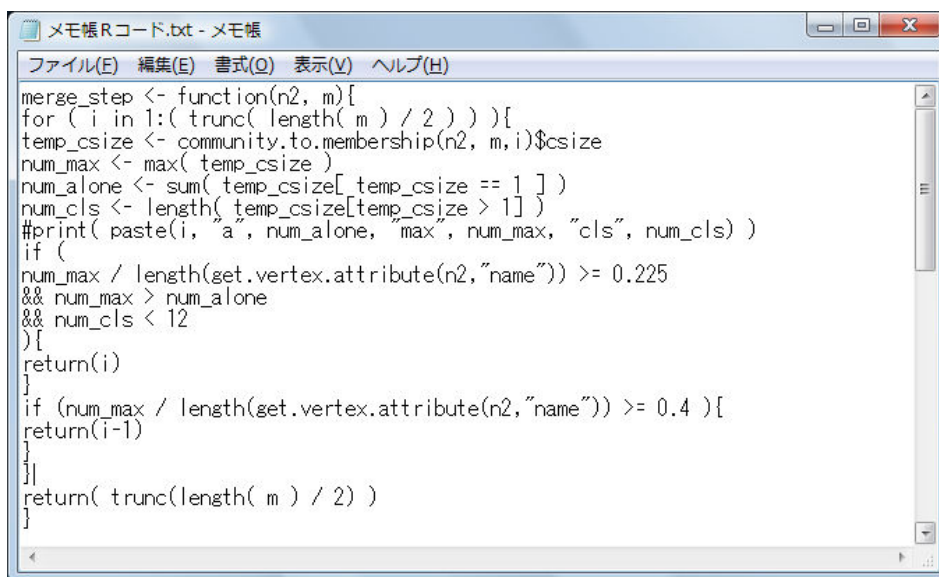 メモ帳Rコード.txt - メモ帳
ファイル(F) 編集(E) 書式(O) 表示(V) ヘルプ(H)
merge_step <- function(n2, m){
for ( i in 1:( trunc( length( m ) / 2 ) ) ){
temp_csize <- community.to.membership(n2, m,i)$csize
num_max <- max( temp_csize )
num_alone <- sum( temp_csize[ temp_csize == 1 ] )
num_cls <- length( temp_csize[temp_csize > 1] )
#print( paste(i, "a", num_alone, "max", num_max, "cls", num_cls) )
if (
num_max / length(get.vertex.attribute(n2,"name")) >= 0.225
&& num_max > num_alone
&& num_cls < 12
){
return(i)
}
if (num_max / length(get.vertex.attribute(n2,"name")) >= 0.4 ){
return(i-1)
}
}
return( trunc(length( m ) / 2) )
}